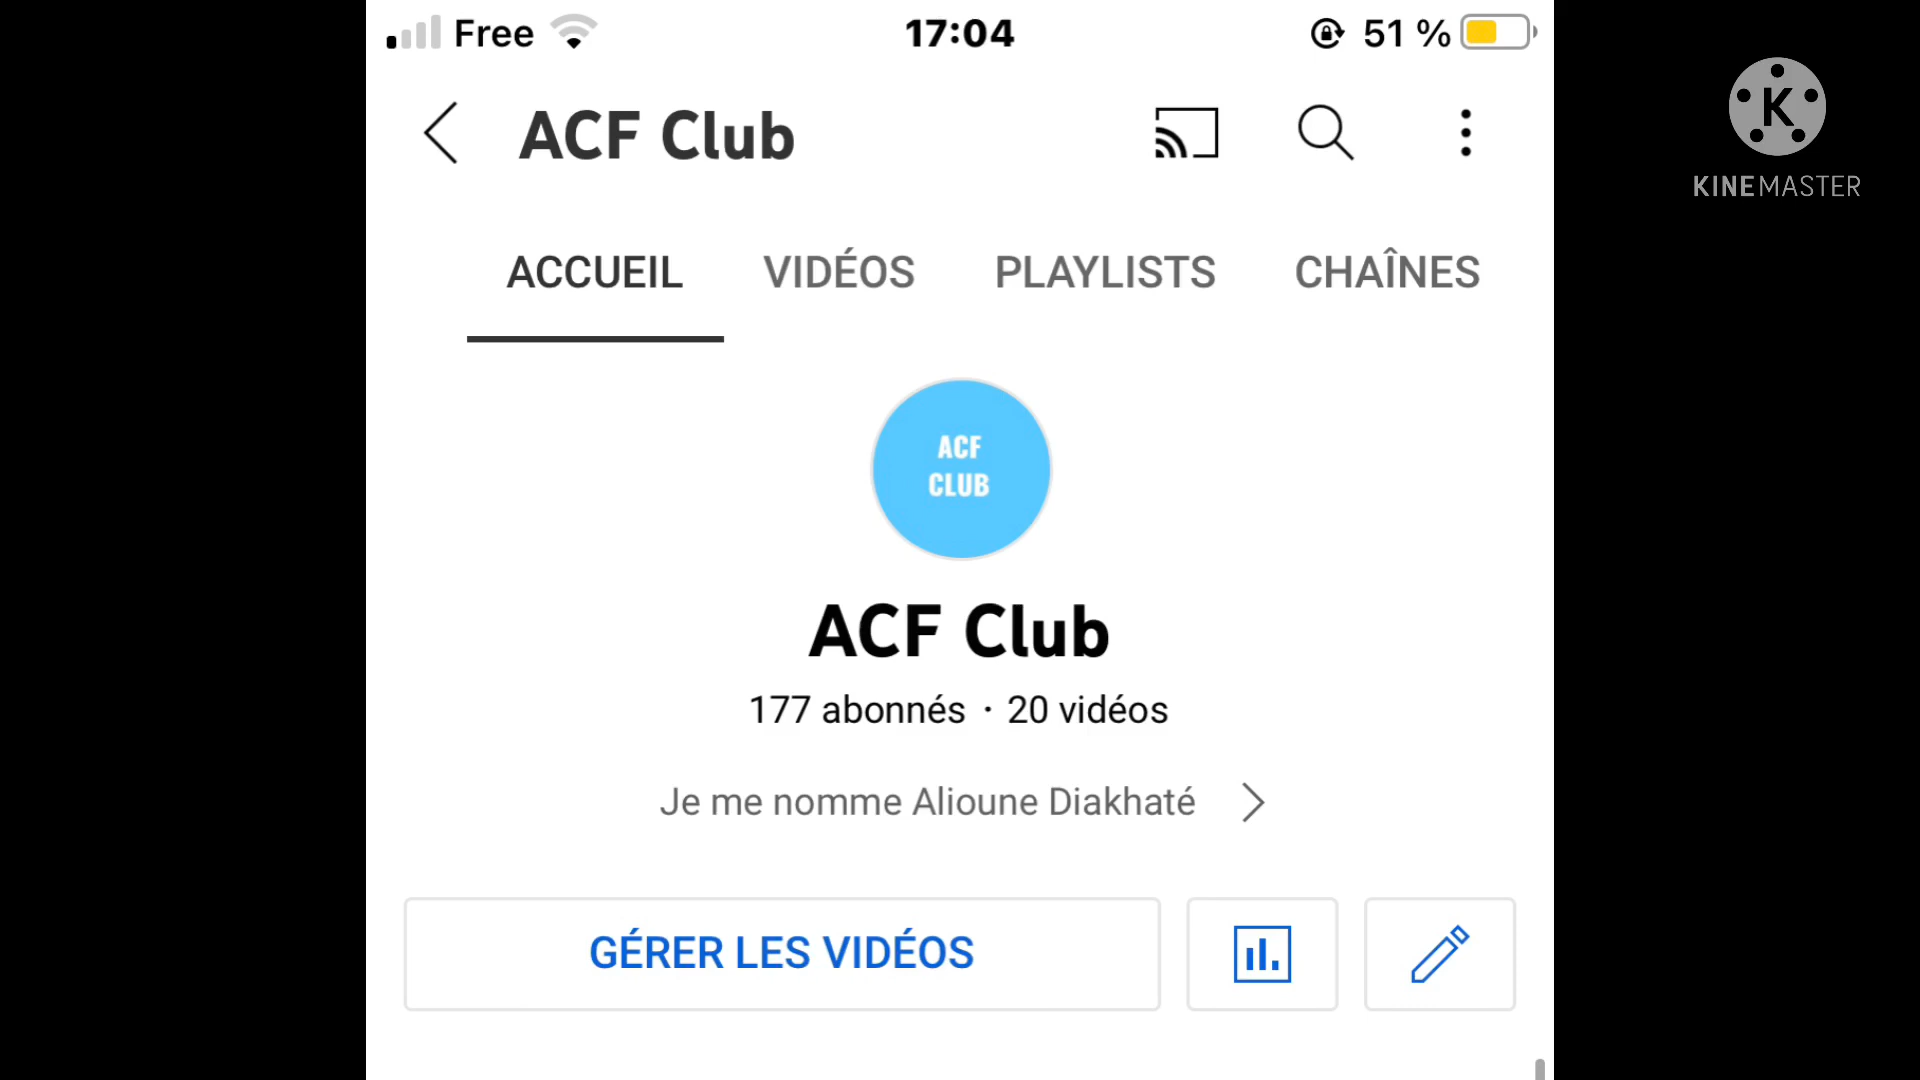 Free 17:04 51 %
ACF Club
K
KINEMASTER
ACCUEIL VIDÉOS PLAYLISTS CHAÎNES
ACF
CLUB
ACF Club
177 abonnés · 20 vidéos
Je me nomme Alioune Diakhaté
GÉRER LES VIDÉOS